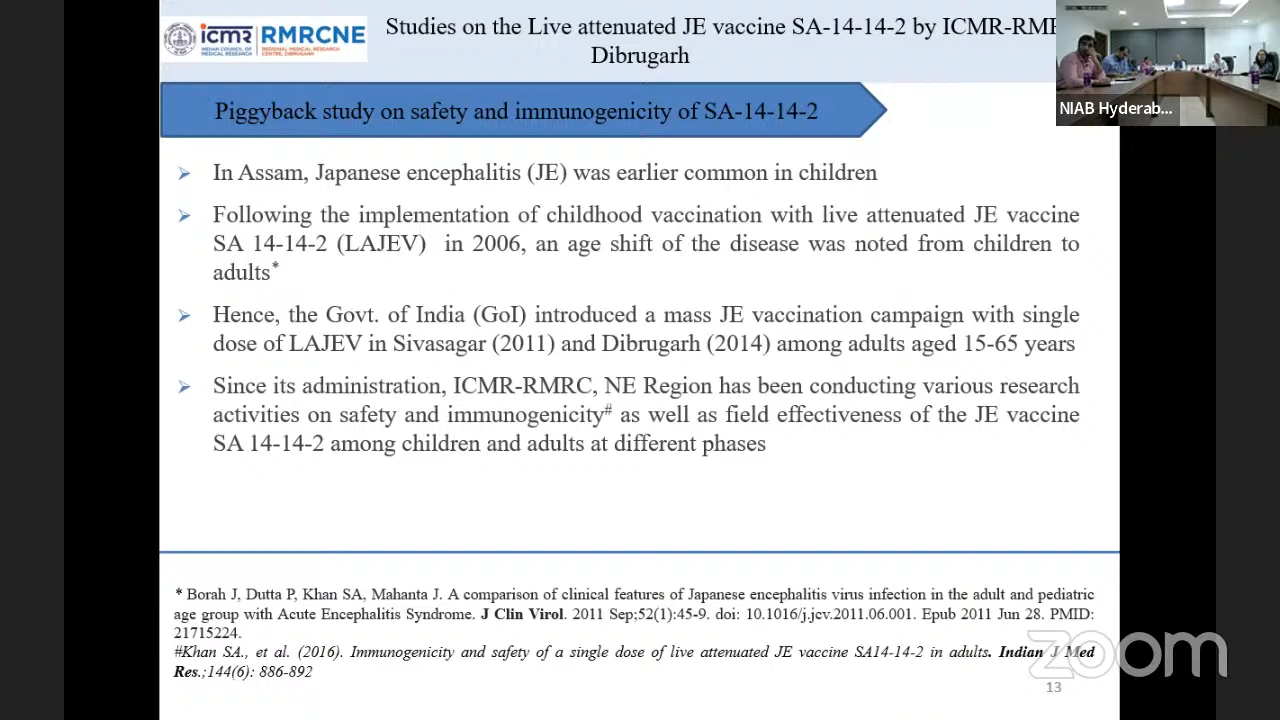 icmr
INDIAN COUNCIL OF
MEDICAL RESEARCH
RMRCNE
REGIONAL MEDICAL RESEARCH
CENTRE, DIBRUGARH
Studies on the Live attenuated JE vaccine SA-14-14-2 by ICMR-RMR
Dibrugarh
NIAB Hyderab...
Piggyback study on safety and immunogenicity of SA-14-14-2
➢ In Assam, Japanese encephalitis (JE) was earlier common in children
➢ Following the implementation of childhood vaccination with live attenuated JE vaccine
SA 14-14-2 (LAJEV) in 2006, an age shift of the disease was noted from children to
adults*
➢ Hence, the Govt. of India (GoI) introduced a mass JE vaccination campaign with single
dose of LAJEV in Sivasagar (2011) and Dibrugarh (2014) among adults aged 15-65 years
➢ Since its administration, ICMR-RMRC, NE Region has been conducting various research
activities on safety and immunogenicity# as well as field effectiveness of the JE vaccine
SA 14-14-2 among children and adults at different phases
* Borah J, Dutta P, Khan SA, Mahanta J. A comparison of clinical features of Japanese encephalitis virus infection in the adult and pediatric
age group with Acute Encephalitis Syndrome. J Clin Virol. 2011 Sep;52(1):45-9. doi: 10.1016/j.jcv.2011.06.001. Epub 2011 Jun 28. PMID:
21715224.
#Khan SA., et al. (2016). Immunogenicity and safety of a single dose of live attenuated JE vaccine SA14-14-2 in adults. Indian J Med
Res.;144(6): 886-892
zoom
13